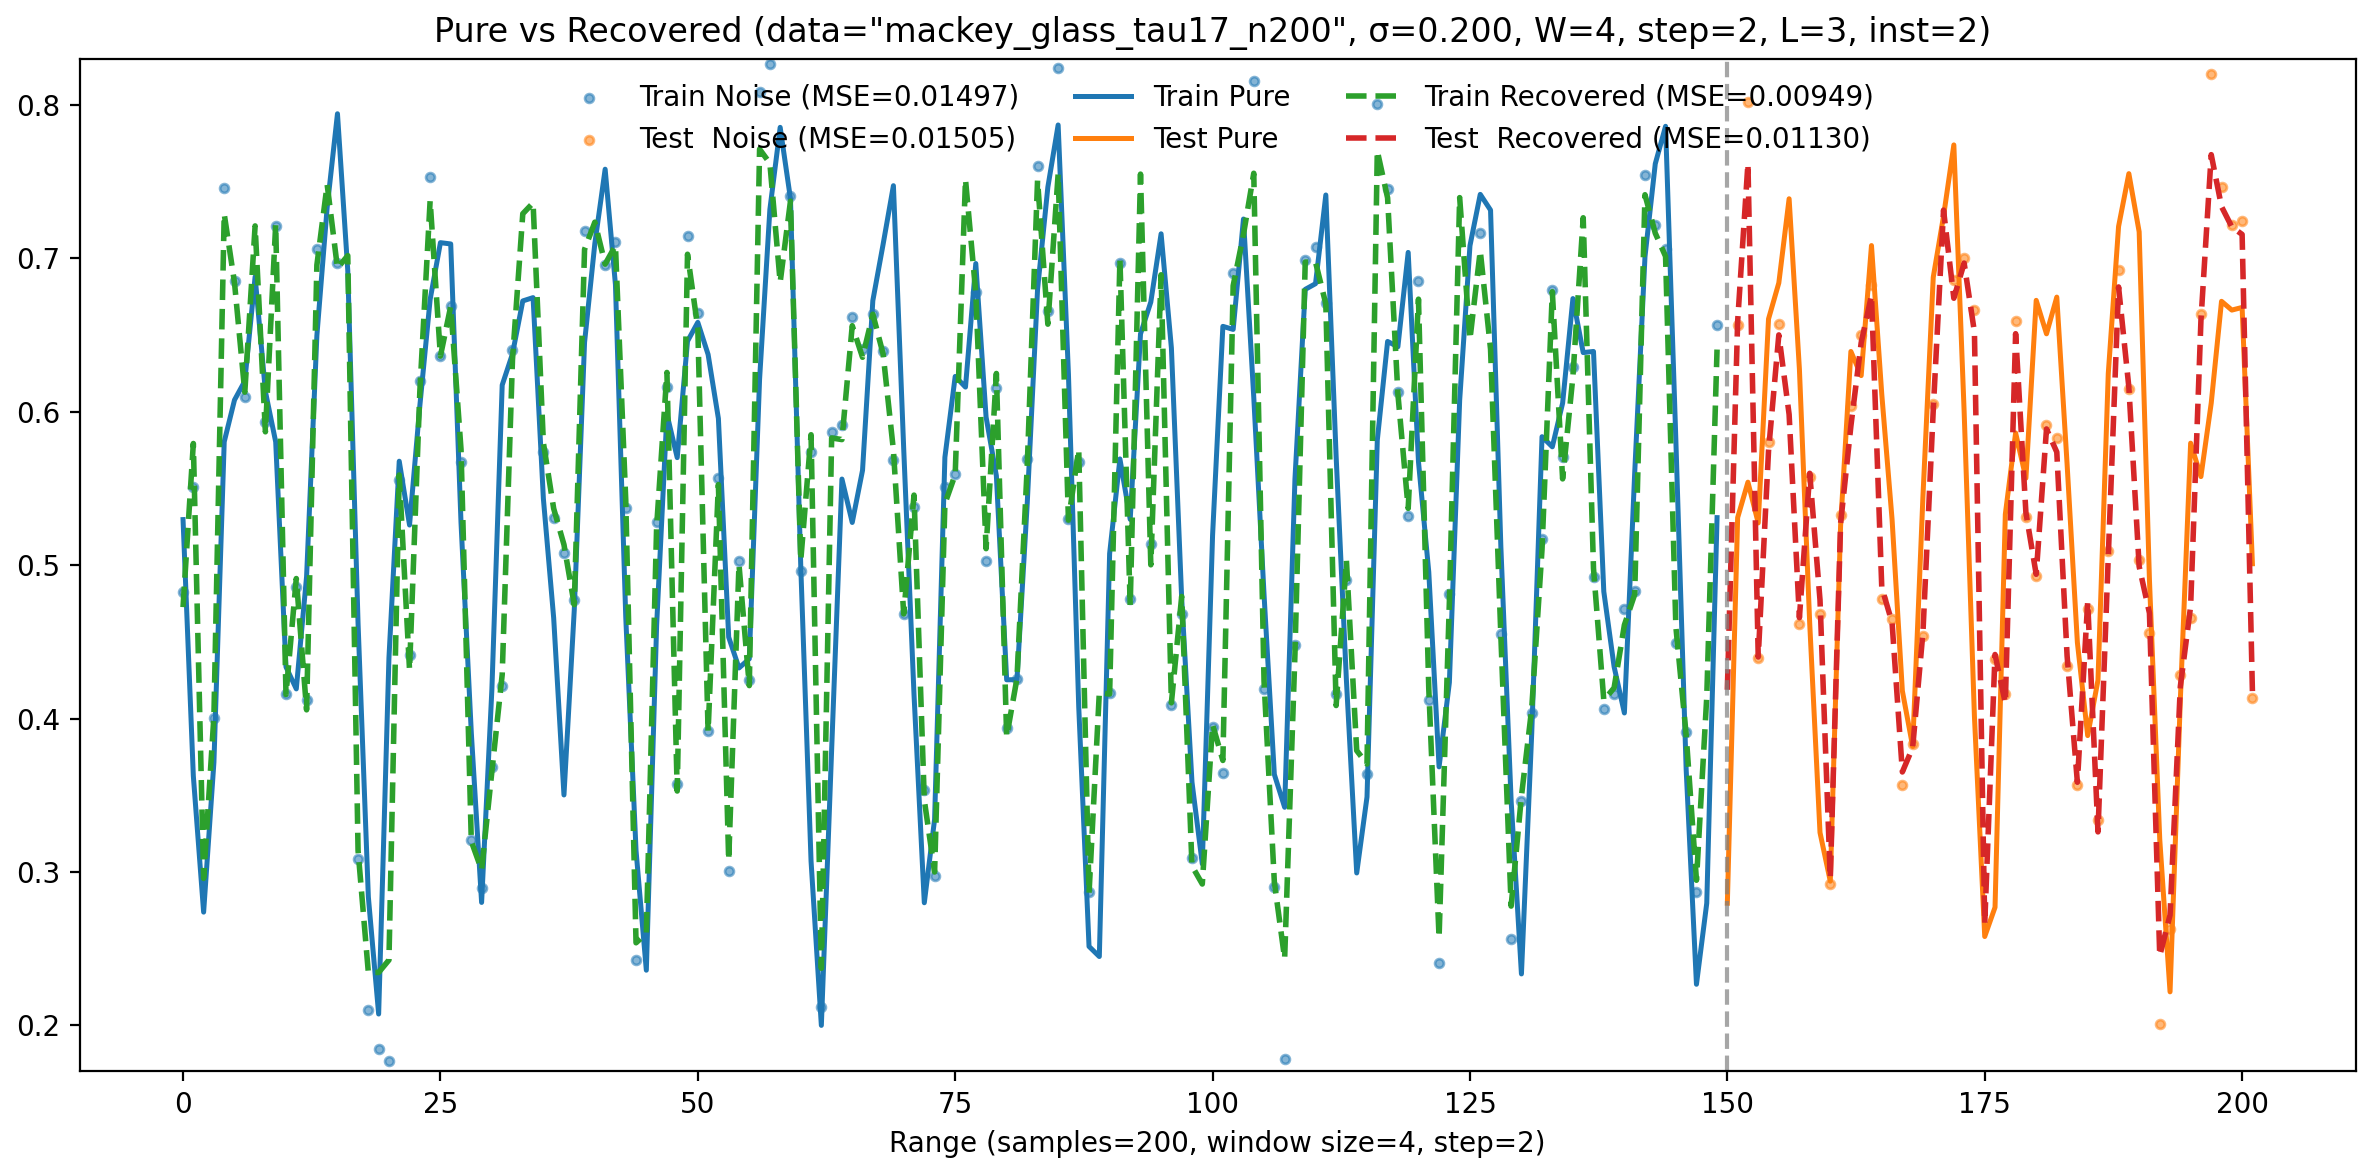 Pure vs Recovered (data="mackey_glass_tau17_n200", σ=0.200, W=4, step=2, L=3, inst=2)
Train Noise (MSE=0.01497)
Test  Noise (MSE=0.01505)
Train Pure
Test Pure
Train Recovered (MSE=0.00949)
Test  Recovered (MSE=0.01130)
0.8
0.7
0.6
0.5
0.4
0.3
0.2
0 25 50 75 100 125 150 175 200
Range (samples=200, window size=4, step=2)